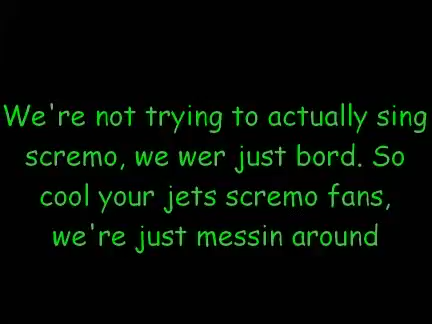 We're not trying to actually sing
scremo, we wer just bord. So
cool your jets scremo fans,
we're just messin around